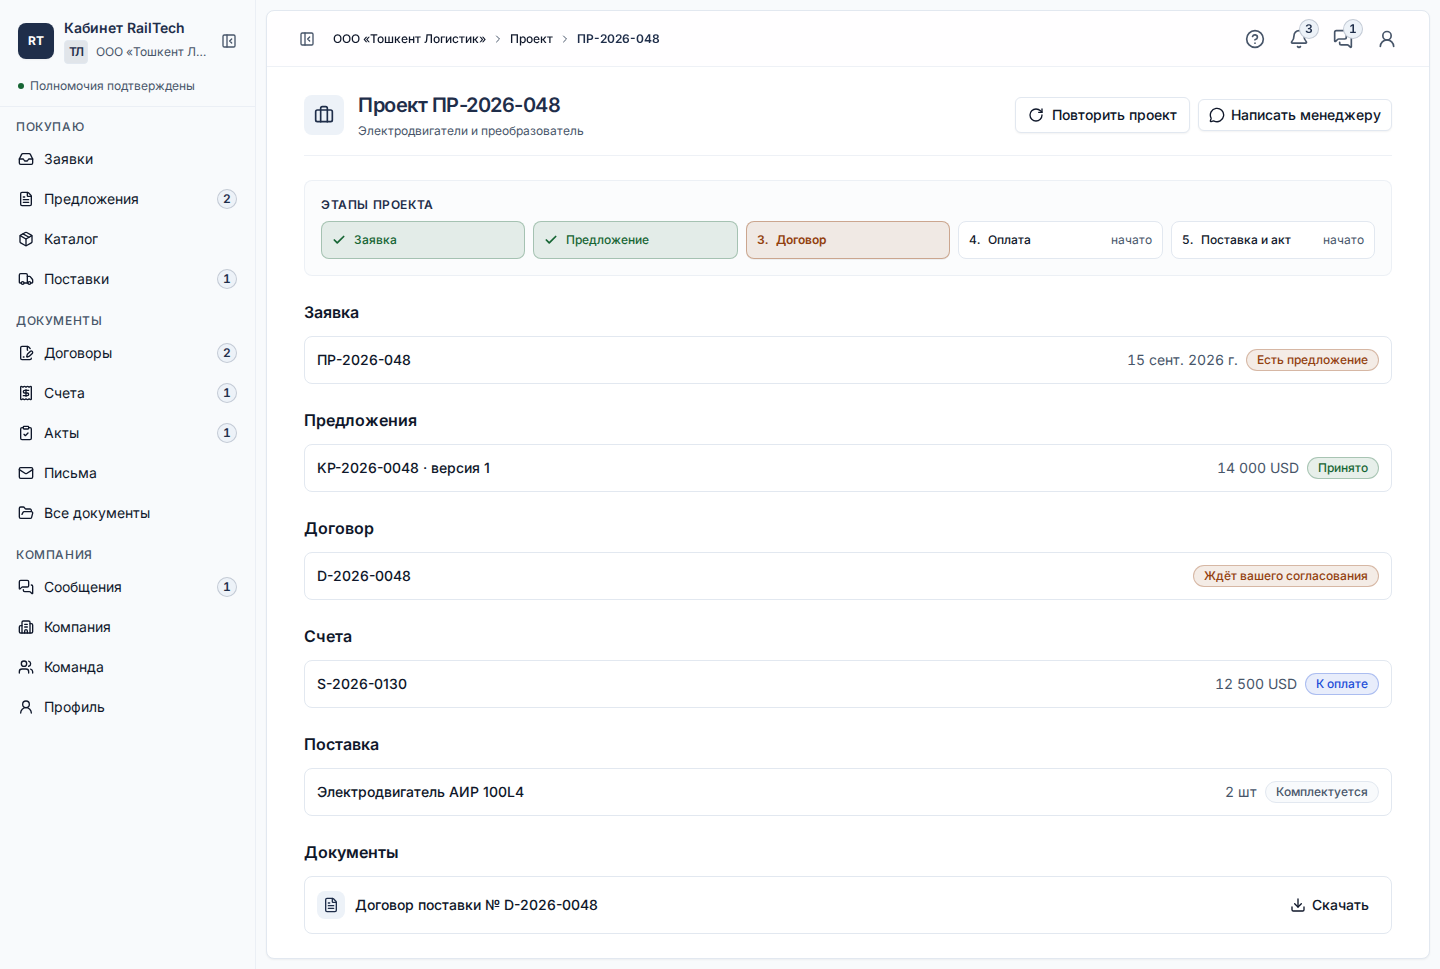 RT
Кабинет RailTech
ТЛ ООО «Тошкент Л...
Полномочия подтверждены
ПОКУПАЮ
Заявки
Предложения 2
Каталог
Поставки 1
ДОКУМЕНТЫ
Договоры 2
Счета 1
Акты 1
Письма
Все документы
КОМПАНИЯ
Сообщения 1
Компания
Команда
Профиль
ООО «Тошкент Логистик» > Проект > ПР-2026-048
3
1
Проект ПР-2026-048
Электродвигатели и преобразователь
Повторить проект
Написать менеджеру
ЭТАПЫ ПРОЕКТА
Заявка
Предложение
3. Договор
4. Оплата начато
5. Поставка и акт начато
Заявка
ПР-2026-048 15 сент. 2026 г. Есть предложение
Предложения
KP-2026-0048 · версия 1 14 000 USD Принято
Договор
D-2026-0048 Ждёт вашего согласования
Счета
S-2026-0130 12 500 USD К оплате
Поставка
Электродвигатель АИР 100L4 2 шт Комплектуется
Документы
Договор поставки № D-2026-0048 Скачать